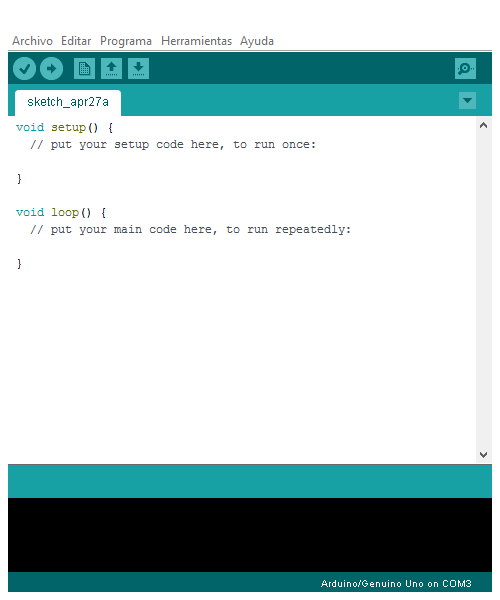 Archivo Editar Programa Herramientas Ayuda
sketch_apr27a
void setup() {
  // put your setup code here, to run once:
}
void loop() {
  // put your main code here, to run repeatedly:
}
Arduino/Genuino Uno on COM3